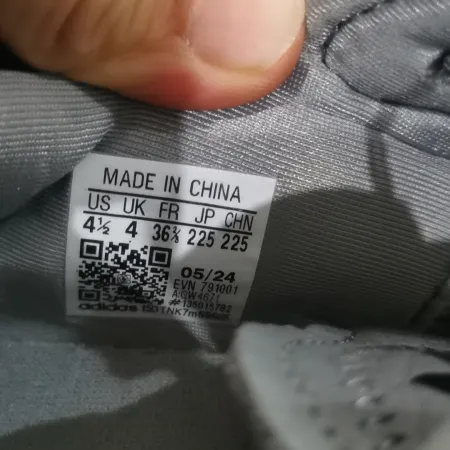 MADE IN CHINA
US UK FR JP CHN
4½ 4 36⅔ 225 225
05/24
EVN 791001
adidas